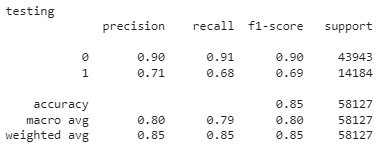 testing
precision recall f1-score support
0 0.90 0.91 0.90 43943
1 0.71 0.68 0.69 14184
accuracy 0.85 58127
macro avg 0.80 0.79 0.80 58127
weighted avg 0.85 0.85 0.85 58127